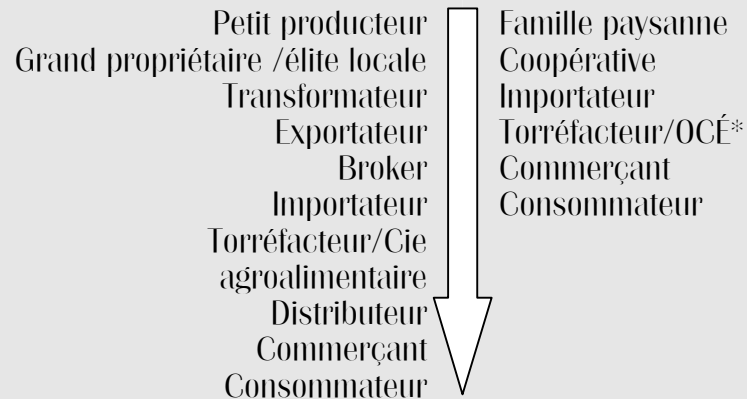 Petit producteur
Grand propriétaire /élite locale
Transformateur
Exportateur
Broker
Importateur
Torréfacteur/Cie
agroalimentaire
Distributeur
Commerçant
Consommateur
Famille paysanne
Coopérative
Importateur
Torréfacteur/OCÉ*
Commerçant
Consommateur